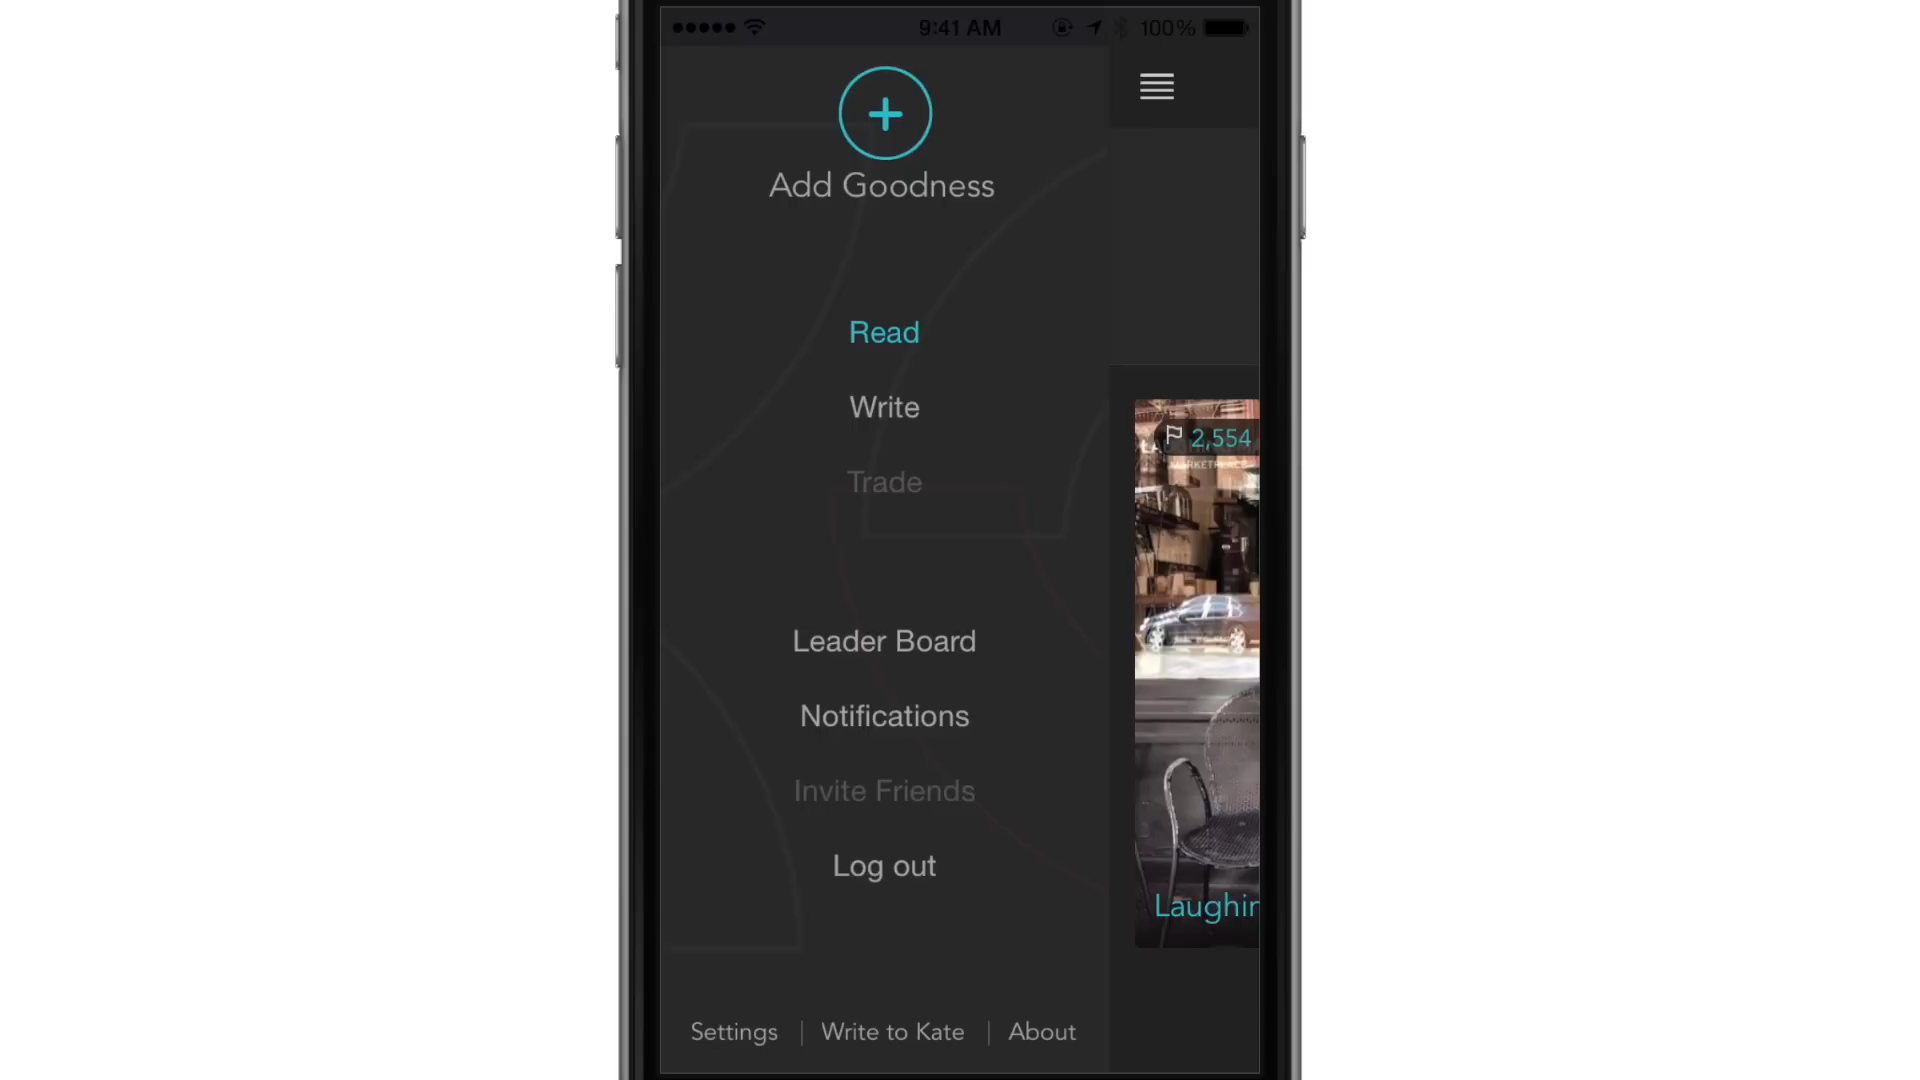 9:41 AM 100%
Add Goodness
Read
Write
Trade
2,554
Leader Board
Notifications
Invite Friends
Log out
Laughin
Settings | Write to Kate | About